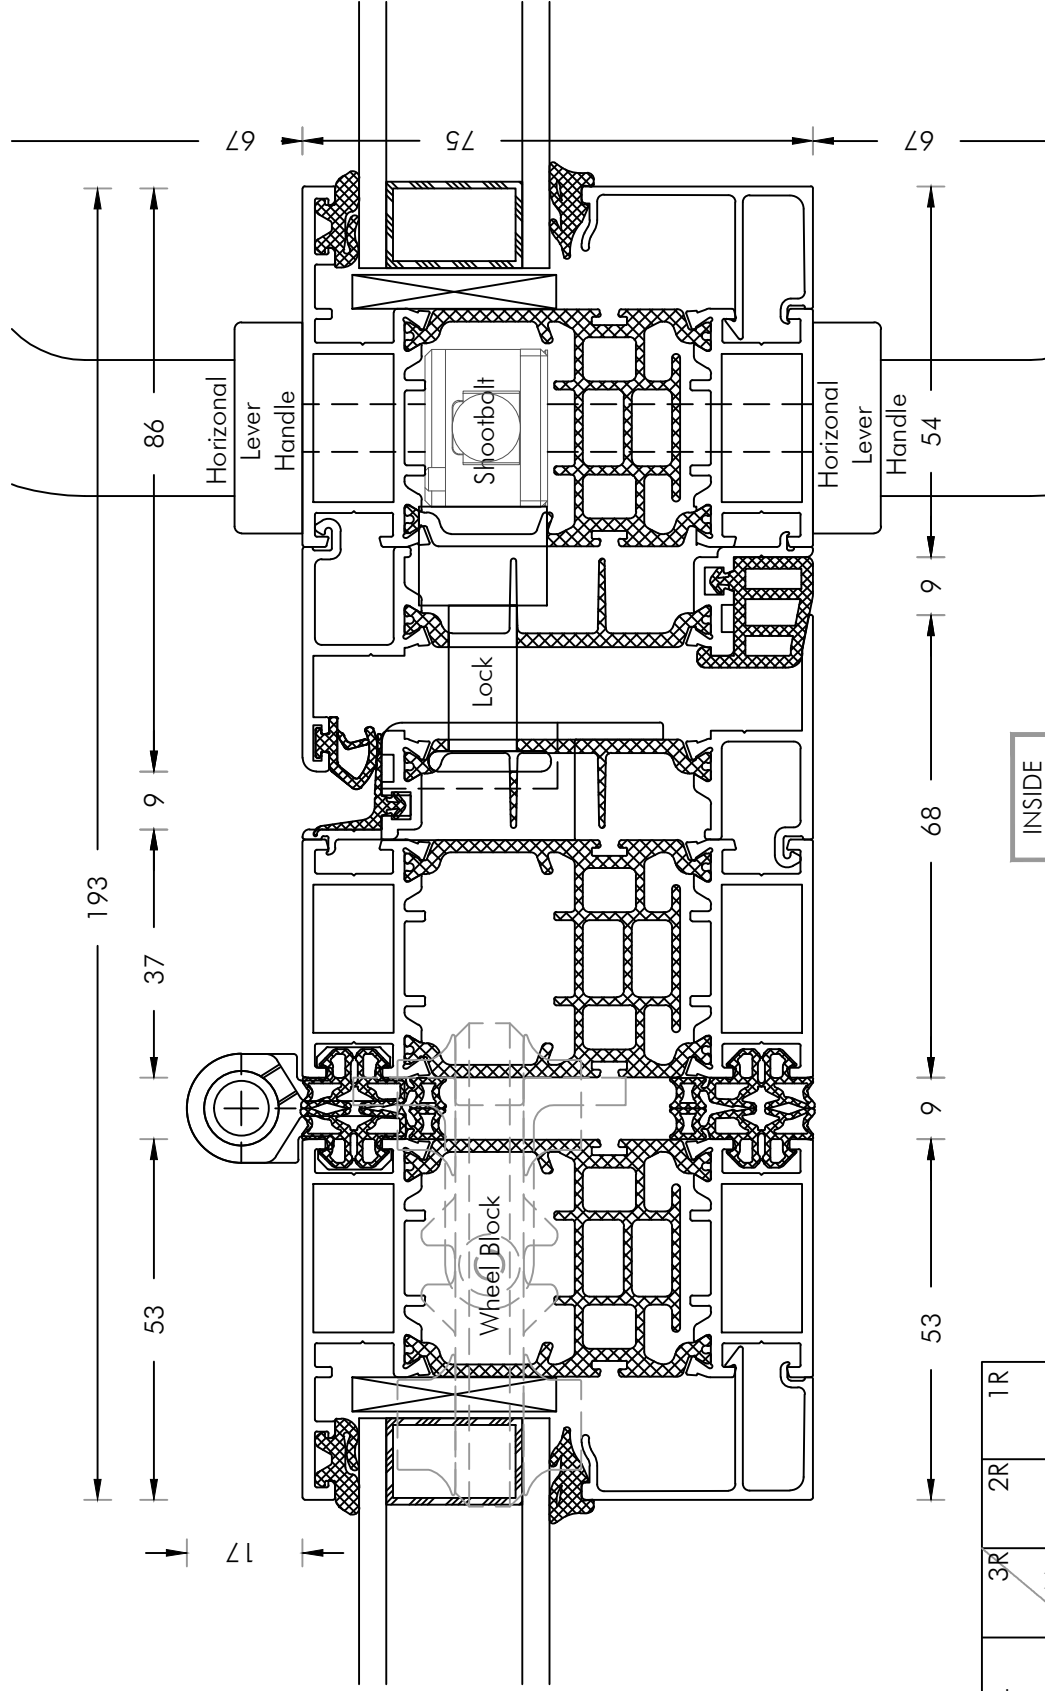 67
75
67
193
86
9
37
53
17
Horizonal
Lever
Handle
Shootbolt
Lock
Wheel Block
Horizonal
Lever
Handle
54
9
68
9
53
INSIDE
3R
2R
1R